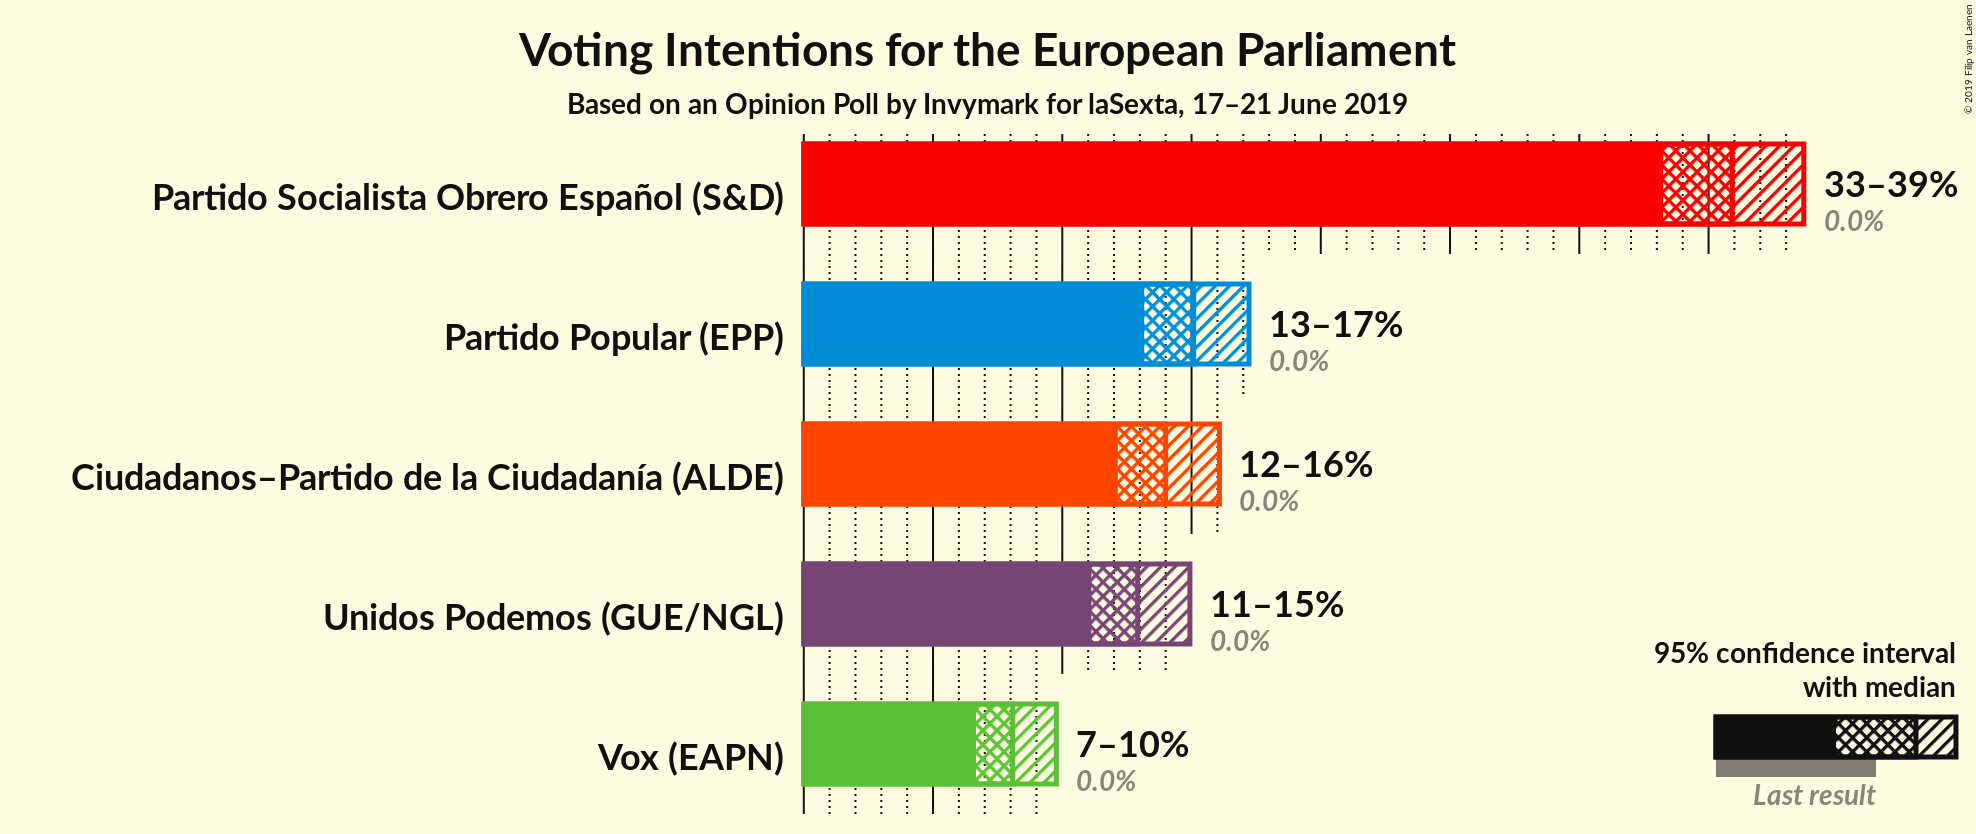 Voting Intentions for the European Parliament
Based on an Opinion Poll by Invymark for laSexta, 17–21 June 2019
© 2019 Filip van Laenen
Partido Socialista Obrero Español (S&D)
33–39%
0.0%
Partido Popular (EPP)
13–17%
0.0%
Ciudadanos–Partido de la Ciudadanía (ALDE)
12–16%
0.0%
Unidos Podemos (GUE/NGL)
11–15%
0.0%
Vox (EAPN)
7–10%
0.0%
95% confidence interval
with median
Last result